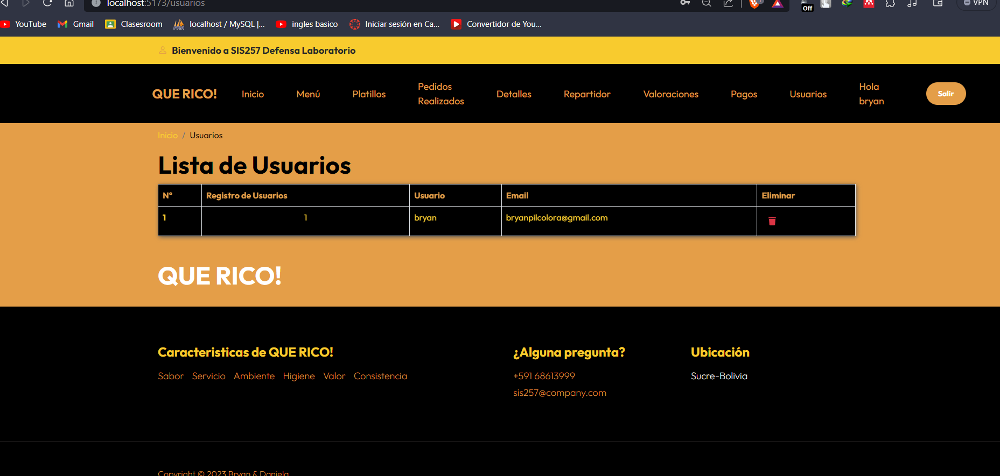 localhost:5173/usuarios
VPN
Off
YouTube Gmail Clasesroom localhost / MySQL |... ingles basico Iniciar sesión en Ca... Convertidor de You...
Bienvenido a SIS257 Defensa Laboratorio
QUE RICO! Inicio Menú Platillos Pedidos Realizados Detalles Repartidor Valoraciones Pagos Usuarios Hola bryan Salir
Inicio / Usuarios
Lista de Usuarios
N° Registro de Usuarios Usuario Email Eliminar
1 1 bryan bryanpilcolora@gmail.com
QUE RICO!
Caracteristicas de QUE RICO! ¿Alguna pregunta? Ubicación
Sabor Servicio Ambiente Higiene Valor Consistencia +591 68613999 Sucre-Bolivia
sis257@company.com
Copyright © 2023 Bryan & Daniela